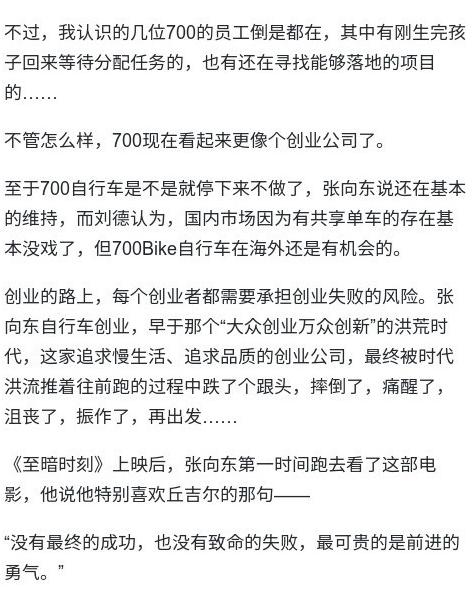 不过，我认识的几位700的员工倒是都在，其中有刚生完孩
子回来等待分配任务的，也有还在寻找能够落地的项目
的……
不管怎么样，700现在看起来更像个创业公司了。
至于700自行车是不是就停下来不做了，张向东说还在基本
的维持，而刘德认为，国内市场因为有共享单车的存在基
本没戏了，但700Bike自行车在海外还是有机会的。
创业的路上，每个创业者都需要承担创业失败的风险。张
向东自行车创业，早于那个“大众创业万众创新”的洪荒时
代，这家追求慢生活、追求品质的创业公司，最终被时代
洪流推着往前跑的过程中跌了个跟头，摔倒了，痛醒了，
沮丧了，振作了，再出发……
《至暗时刻》上映后，张向东第一时间跑去看了这部电
影，他说他特别喜欢丘吉尔的那句——
“没有最终的成功，也没有致命的失败，最可贵的是前进的
勇气。”